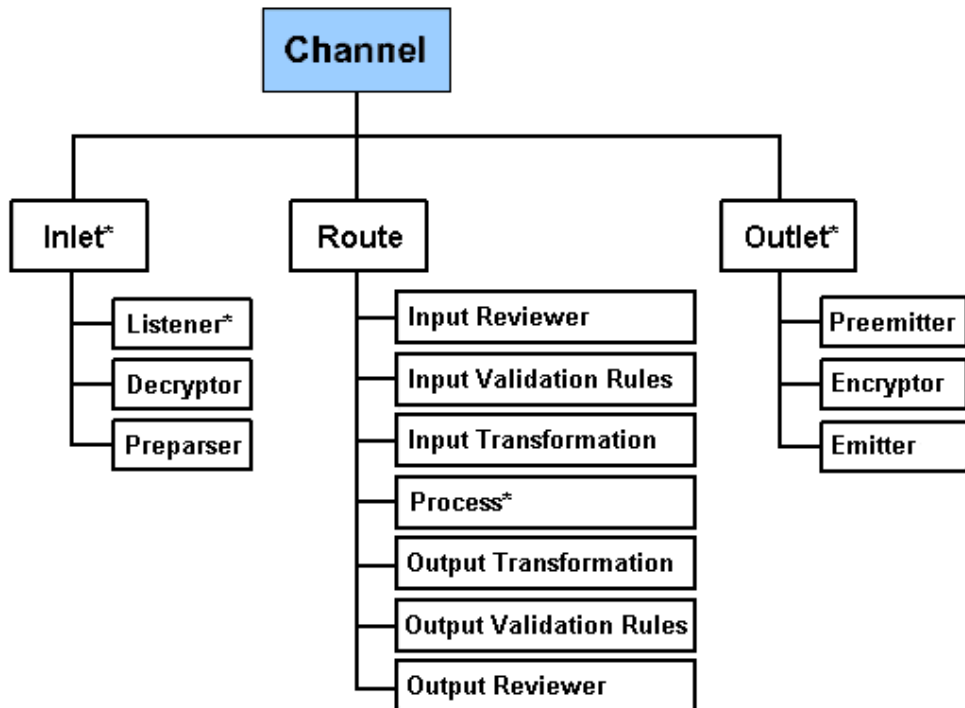 Channel
Inlet*
Route
Outlet*
Listener*
Decryptor
Preparser
Input Reviewer
Input Validation Rules
Input Transformation
Process*
Output Transformation
Output Validation Rules
Output Reviewer
Preemitter
Encryptor
Emitter